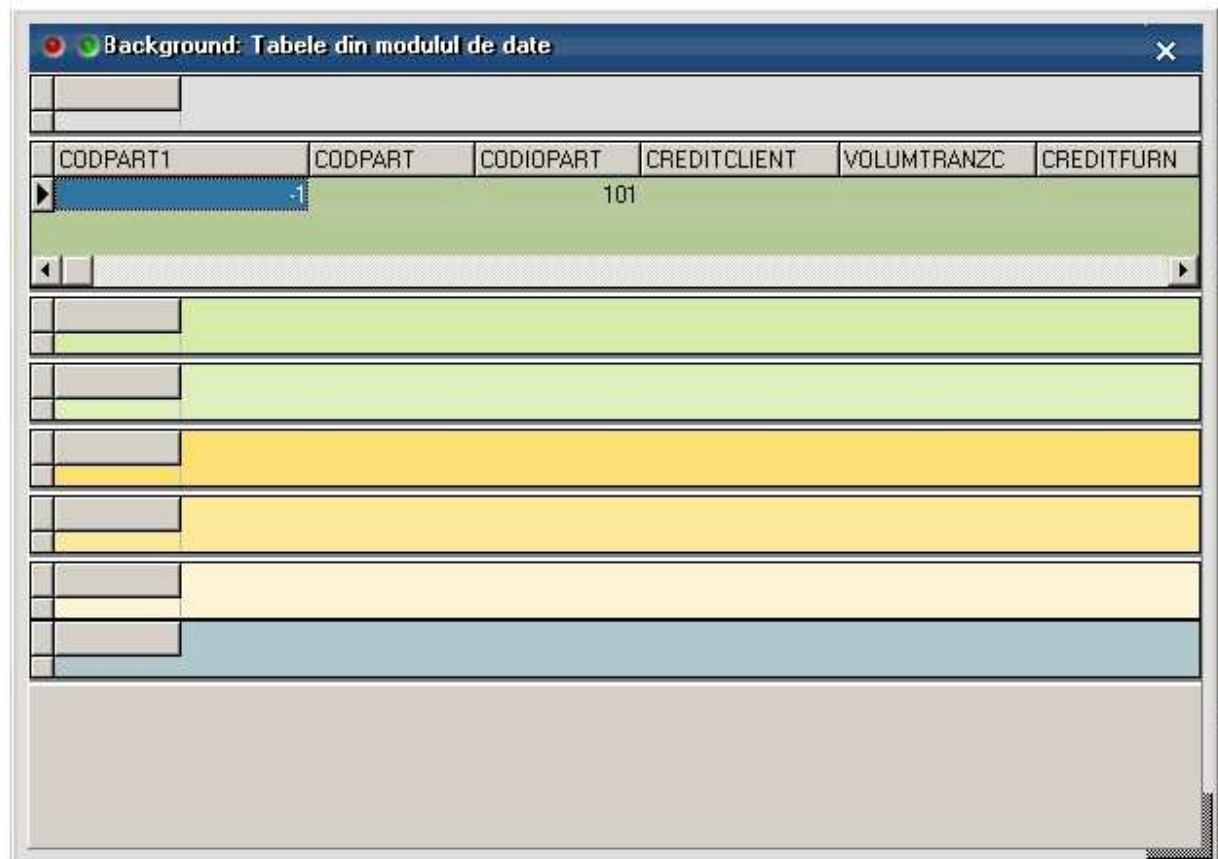 Background: Tabele din modulul de date
CODPART1 CODPART CODIOPART CREDITCLIENT VOLUMTRANZC CREDITFURN
-1 101